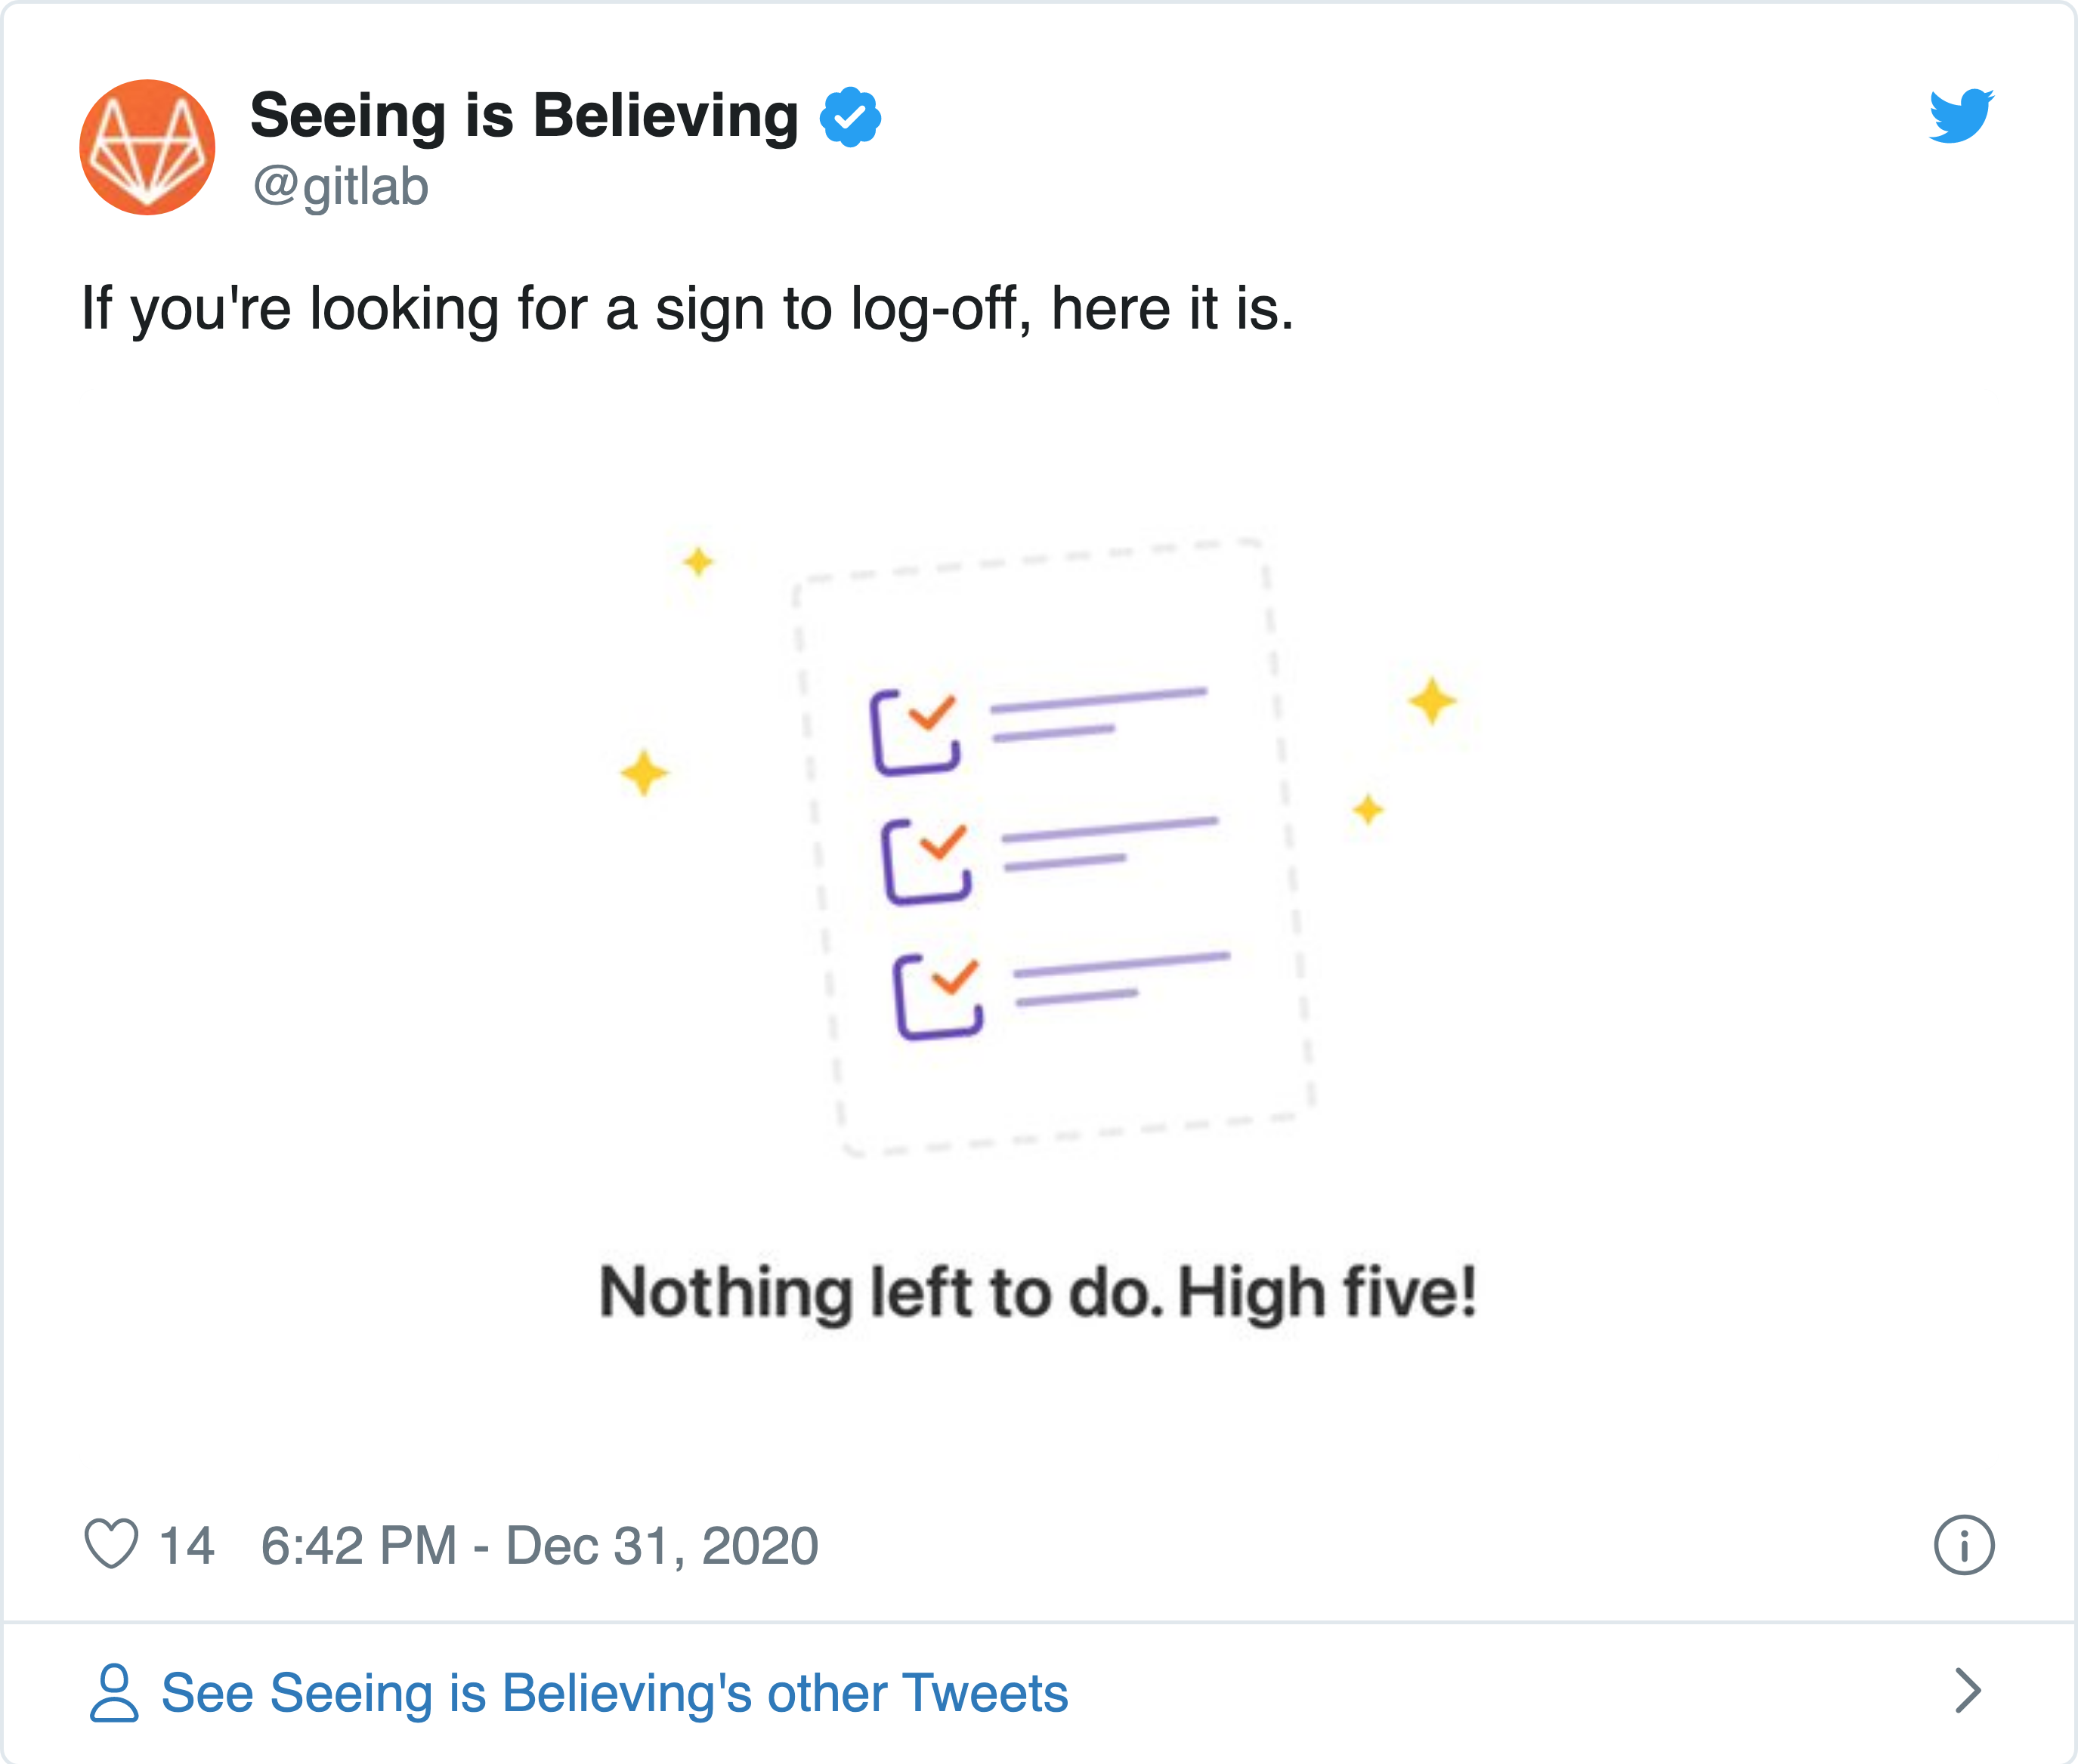 Seeing is Believing
@gitlab
If you're looking for a sign to log-off, here it is.
Nothing left to do. High five!
14 6:42 PM - Dec 31, 2020
See Seeing is Believing's other Tweets